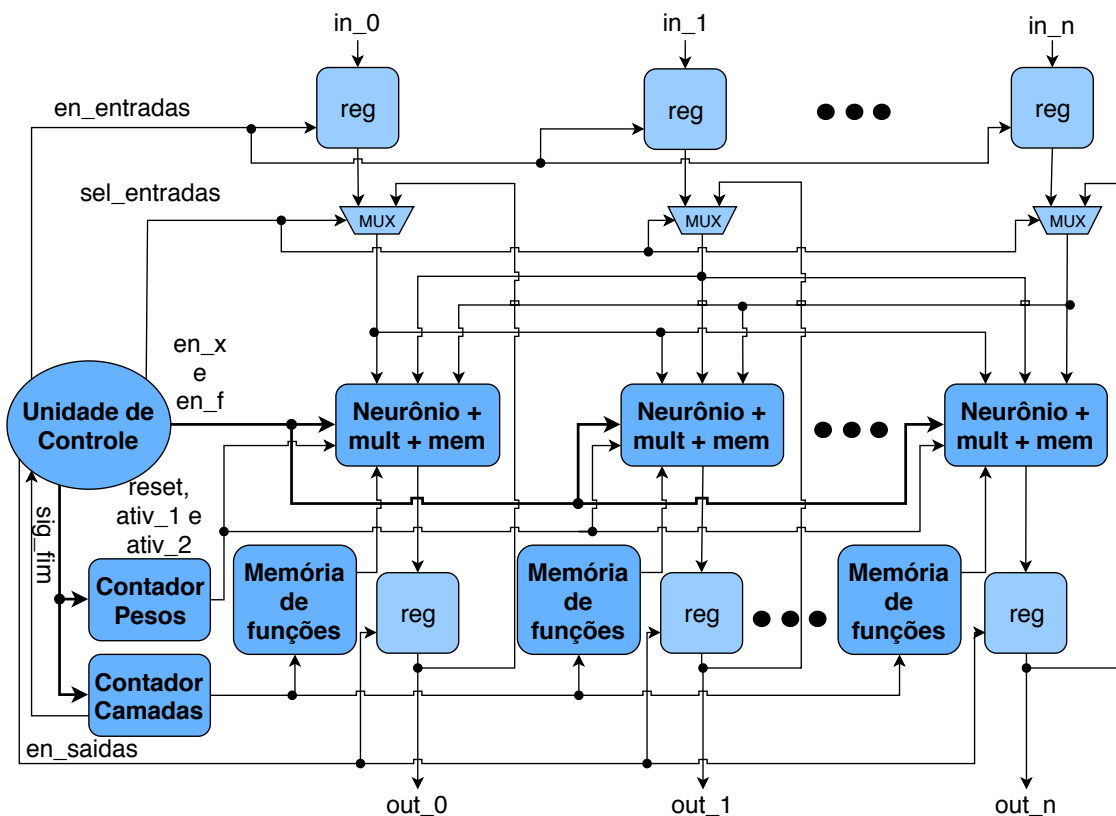 in_0
in_1
in_n
reg
reg
reg
en_entradas
sel_entradas
MUX
MUX
MUX
en_x
e
en_f
Unidade de
Controle
Neurônio +
mult + mem
Neurônio +
mult + mem
Neurônio +
mult + mem
reset,
ativ_1 e
ativ_2
sig_fim
Contador
Pesos
Memória
de
funções
reg
Memória
de
funções
reg
Memória
de
funções
reg
Contador
Camadas
en_saidas
out_0
out_1
out_n